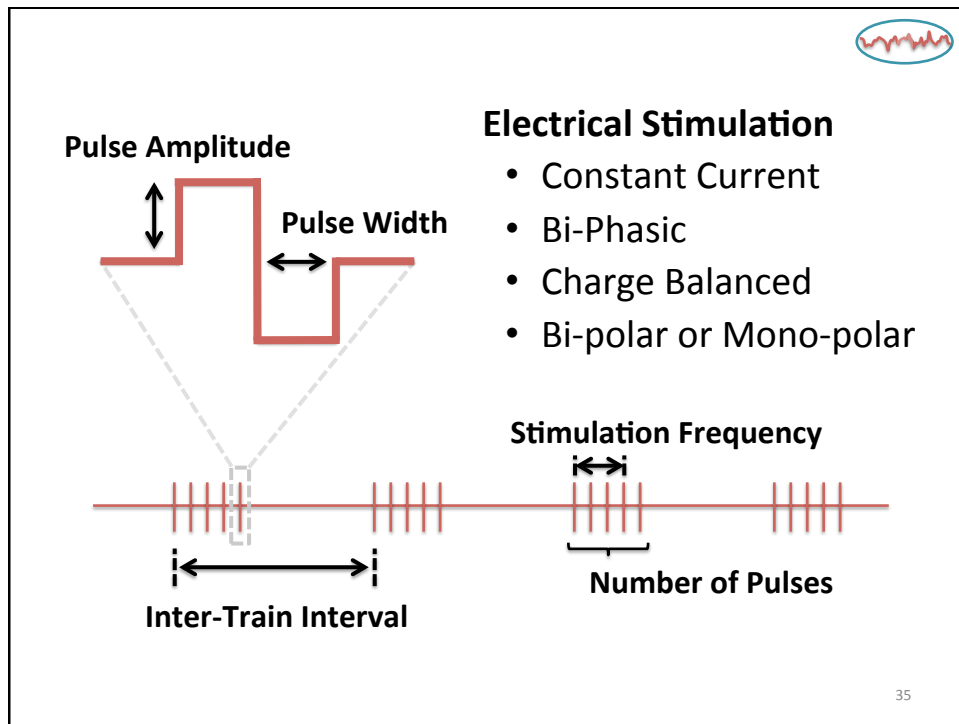 Electrical Stimulation
• Constant Current
• Bi-Phasic
• Charge Balanced
• Bi-polar or Mono-polar
Pulse Amplitude
Pulse Width
Stimulation Frequency
Number of Pulses
Inter-Train Interval
35